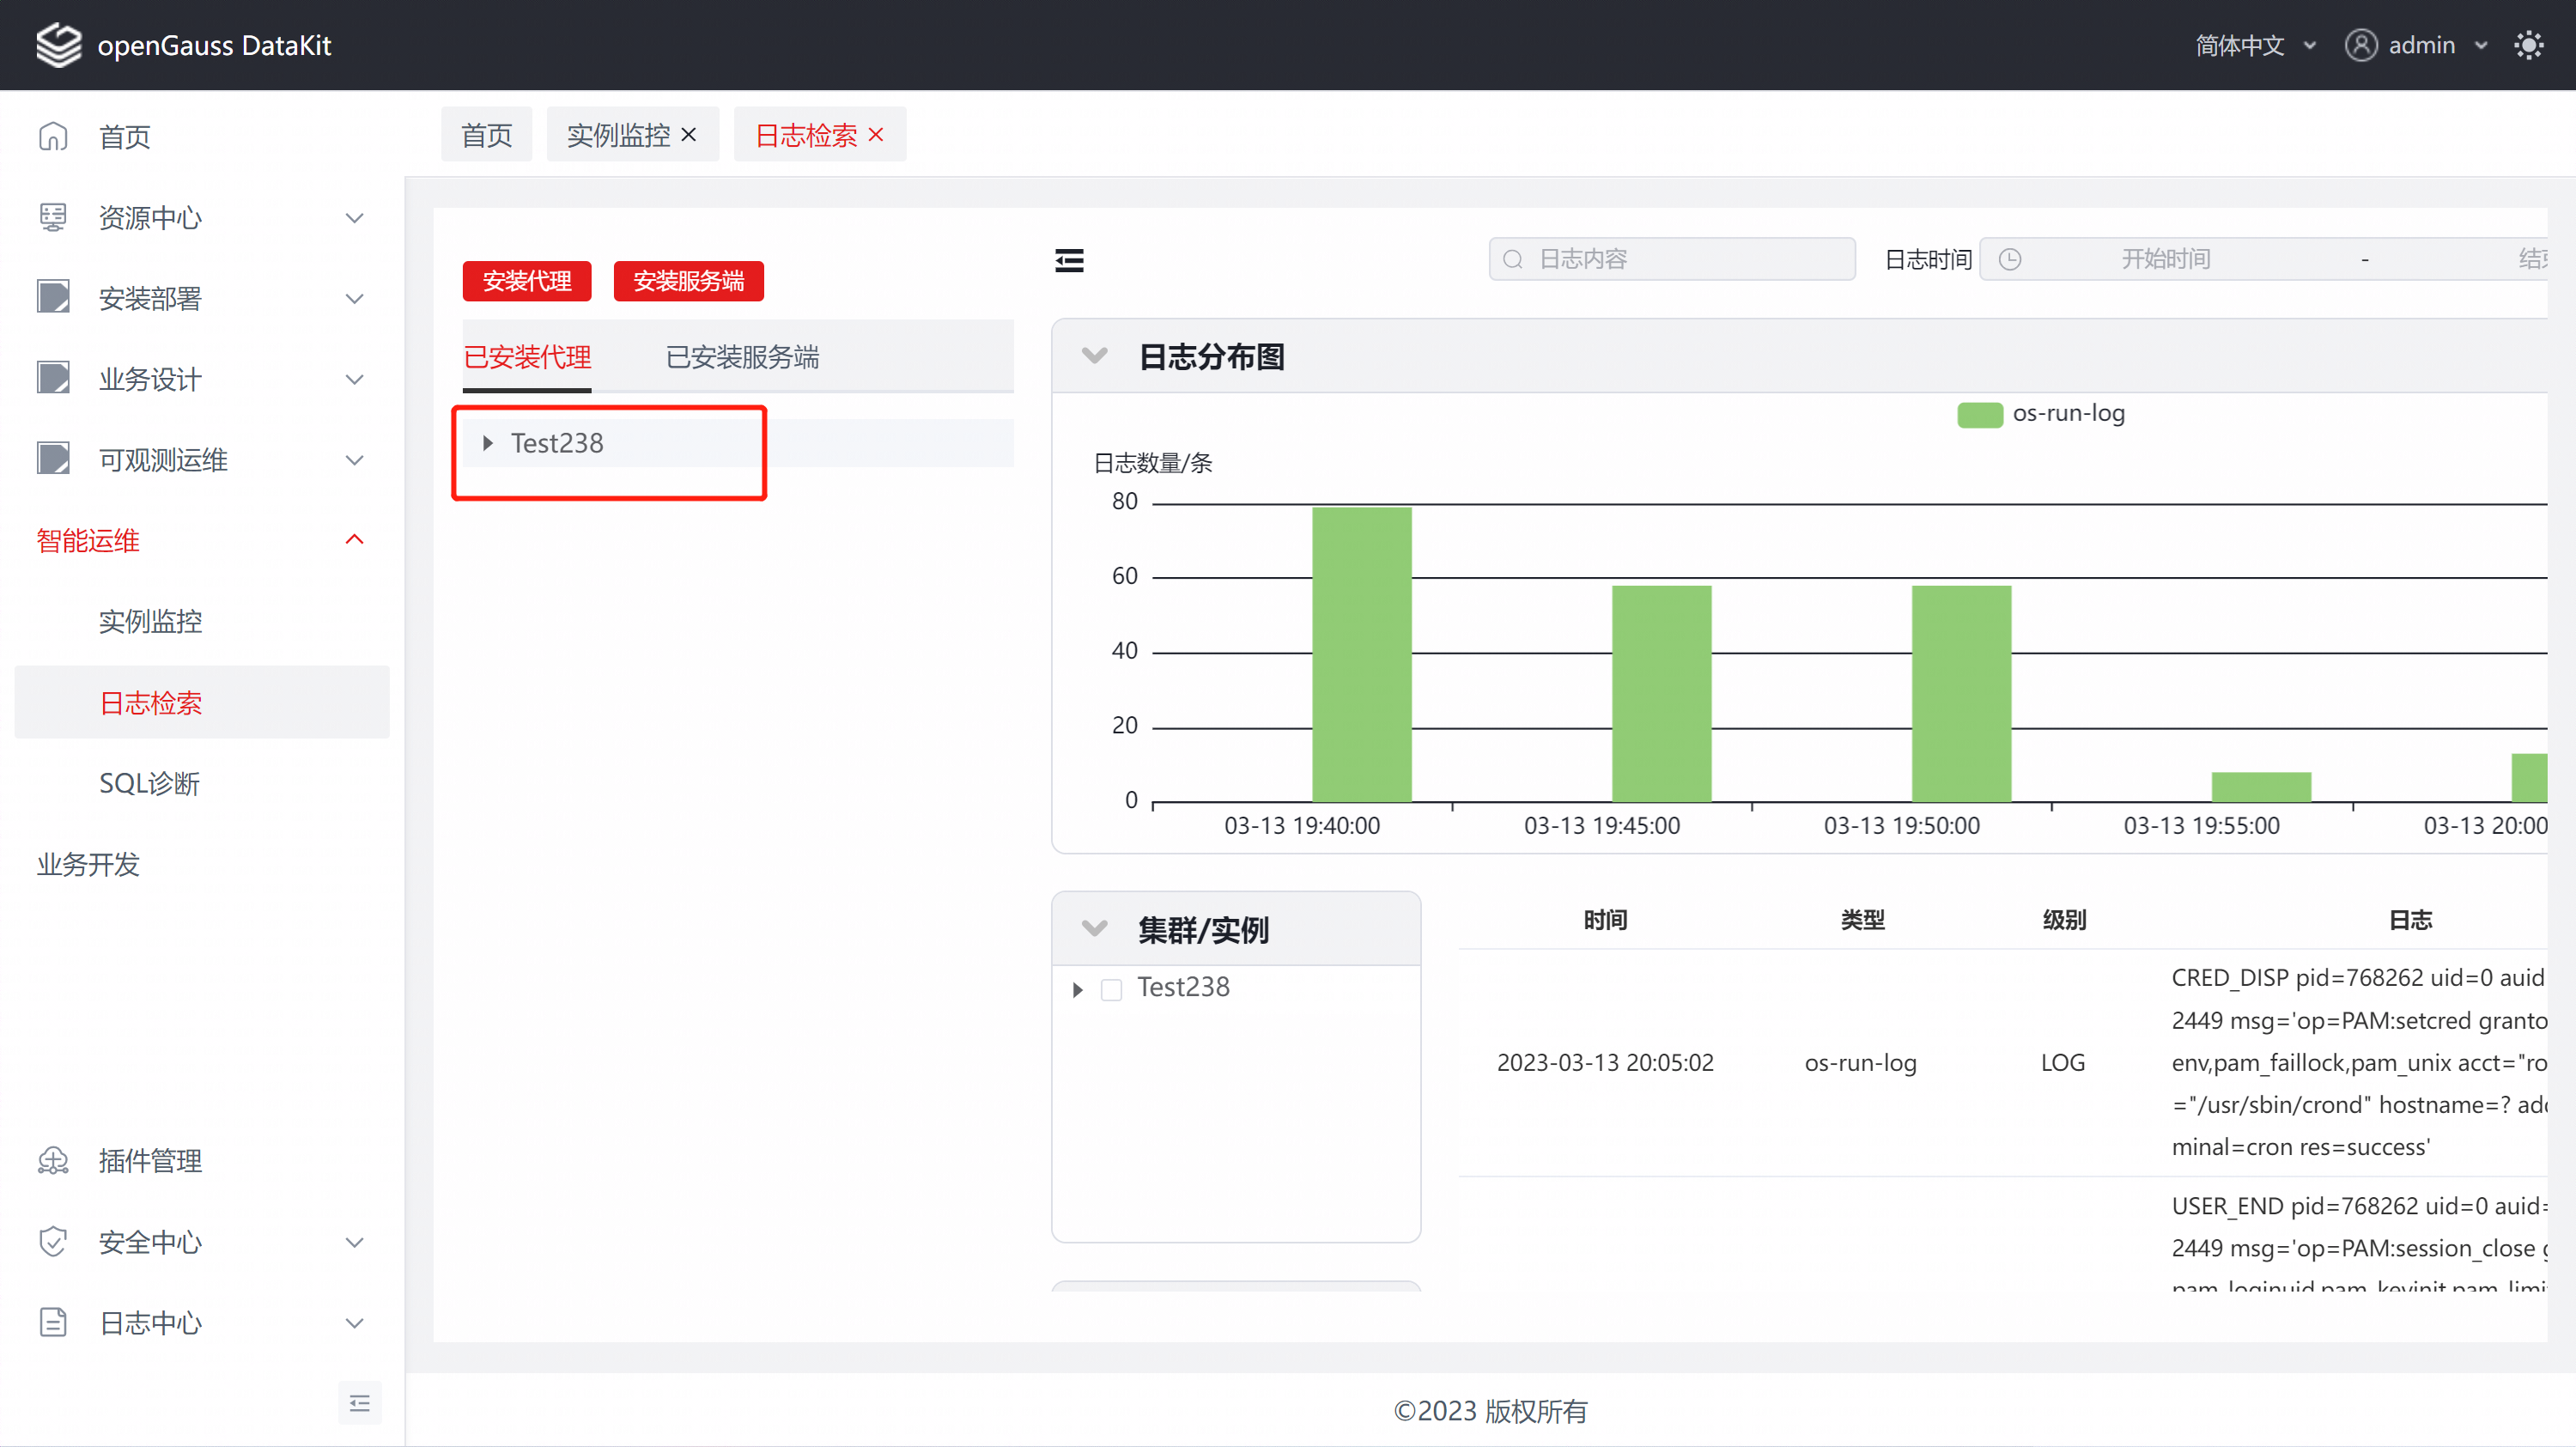 openGauss DataKit
简体中文
admin
首页
资源中心
安装部署
业务设计
可观测运维
智能运维
实例监控
日志检索
SQL诊断
业务开发
插件管理
安全中心
日志中心
首页
实例监控
日志检索
安装代理
安装服务端
已安装代理
已安装服务端
Test238
日志内容
日志时间
开始时间
-
日志分布图
os-run-log
日志数量/条
80
60
40
20
0
03-13 19:40:00
03-13 19:45:00
03-13 19:50:00
03-13 19:55:00
03-13 20:00
集群/实例
Test238
时间 类型 级别 日志
2023-03-13 20:05:02
os-run-log
LOG
CRED_DISP pid=768262 uid=0 auid
2449 msg='op=PAM:setcred granto
env,pam_faillock,pam_unix acct="ro
="/usr/sbin/crond" hostname=? ad
minal=cron res=success'
USER_END pid=768262 uid=0 auid=
2449 msg='op=PAM:session_close
pam_loginuid,pam_keyinit,pam_limi
©2023 版权所有